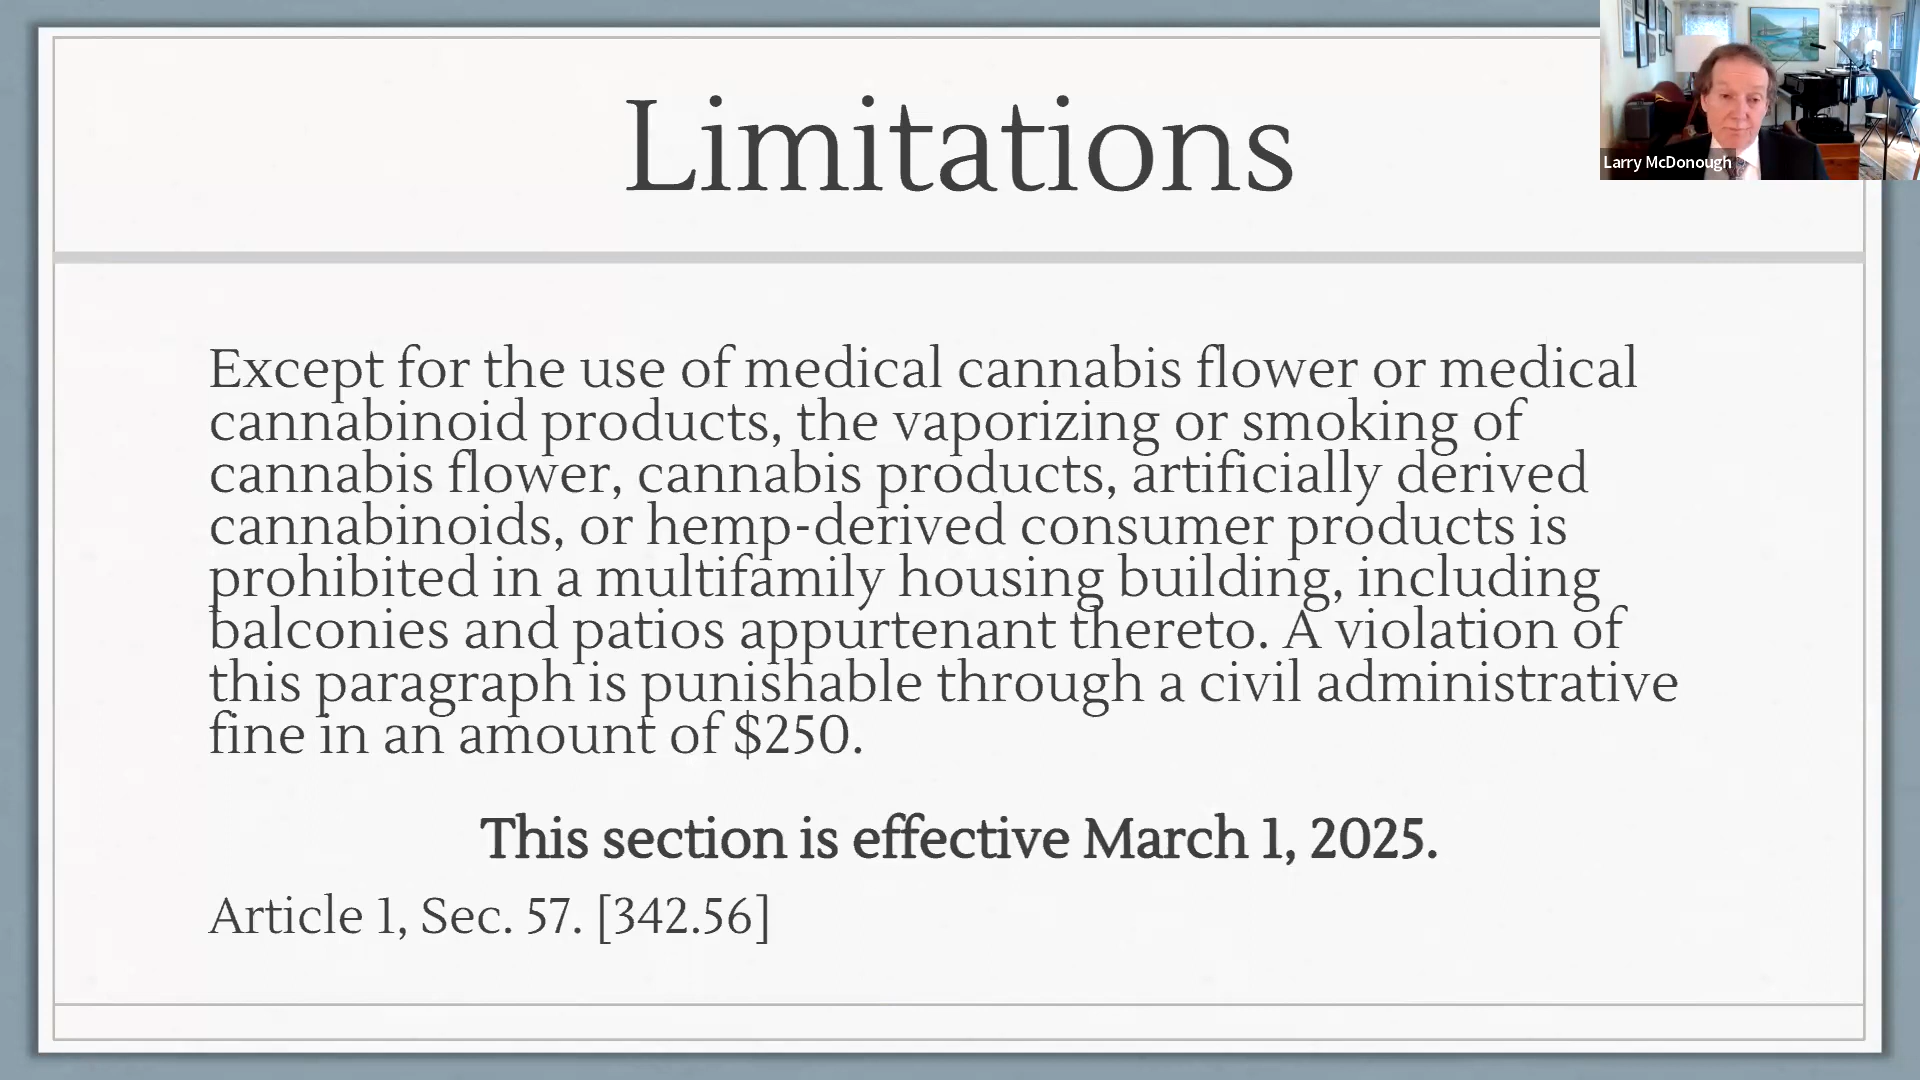 Limitations
Larry McDonough
Except for the use of medical cannabis flower or medical
cannabinoid products, the vaporizing or smoking of
cannabis flower, cannabis products, artificially derived
cannabinoids, or hemp-derived consumer products is
prohibited in a multifamily housing building, including
balconies and patios appurtenant thereto. A violation of
this paragraph is punishable through a civil administrative
fine in an amount of $250.
This section is effective March 1, 2025.
Article 1, Sec. 57. [342.56]